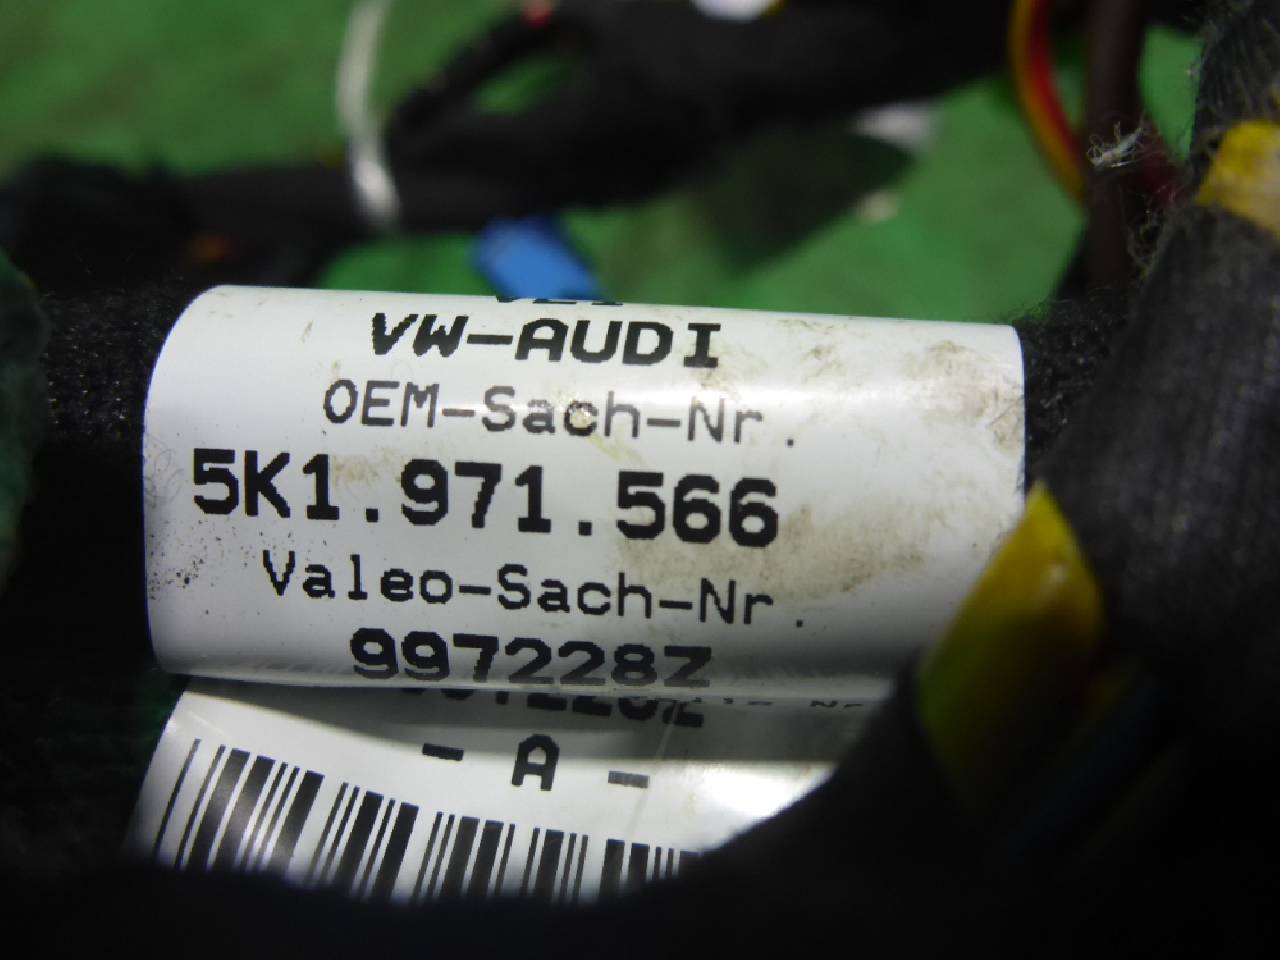 VW-AUDI
OEM-Sach-Nr.
5K1.971.566
Valeo-Sach-Nr.
997228Z
- A -